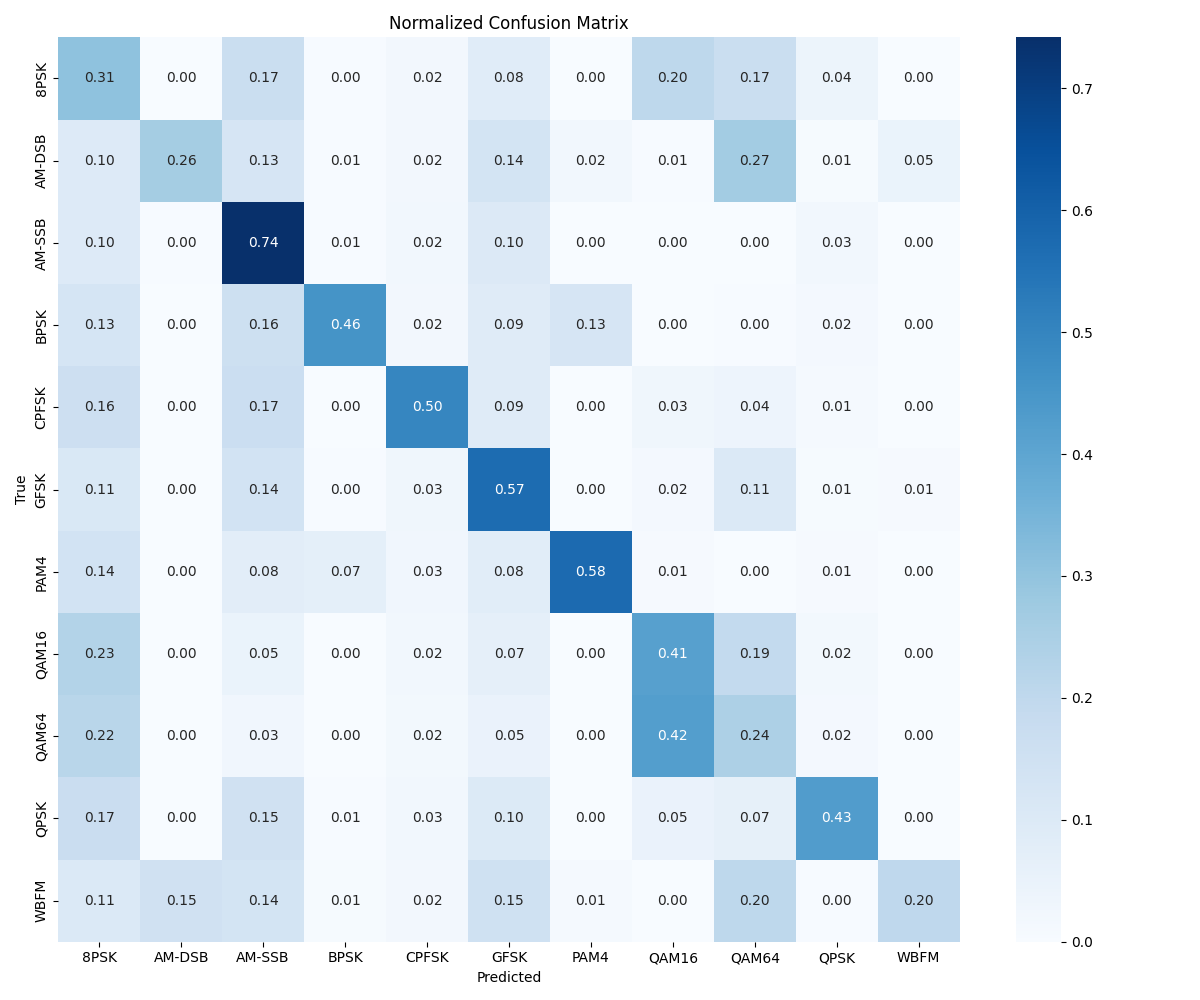 Normalized Confusion Matrix
8PSK 0.31 0.00 0.17 0.00 0.02 0.08 0.00 0.20 0.17 0.04 0.00
AM-DSB 0.10 0.26 0.13 0.01 0.02 0.14 0.02 0.01 0.27 0.01 0.05
AM-SSB 0.10 0.00 0.74 0.01 0.02 0.10 0.00 0.00 0.00 0.03 0.00
BPSK 0.13 0.00 0.16 0.46 0.02 0.09 0.13 0.00 0.00 0.02 0.00
CPFSK 0.16 0.00 0.17 0.00 0.50 0.09 0.00 0.03 0.04 0.01 0.00
GFSK 0.11 0.00 0.14 0.00 0.03 0.57 0.00 0.02 0.11 0.01 0.01
PAM4 0.14 0.00 0.08 0.07 0.03 0.08 0.58 0.01 0.00 0.01 0.00
QAM16 0.23 0.00 0.05 0.00 0.02 0.07 0.00 0.41 0.19 0.02 0.00
QAM64 0.22 0.00 0.03 0.00 0.02 0.05 0.00 0.42 0.24 0.02 0.00
QPSK 0.17 0.00 0.15 0.01 0.03 0.10 0.00 0.05 0.07 0.43 0.00
WBFM 0.11 0.15 0.14 0.01 0.02 0.15 0.01 0.00 0.20 0.00 0.20
8PSK AM-DSB AM-SSB BPSK CPFSK GFSK PAM4 QAM16 QAM64 QPSK WBFM
Predicted
True
0.7
0.6
0.5
0.4
0.3
0.2
0.1
0.0